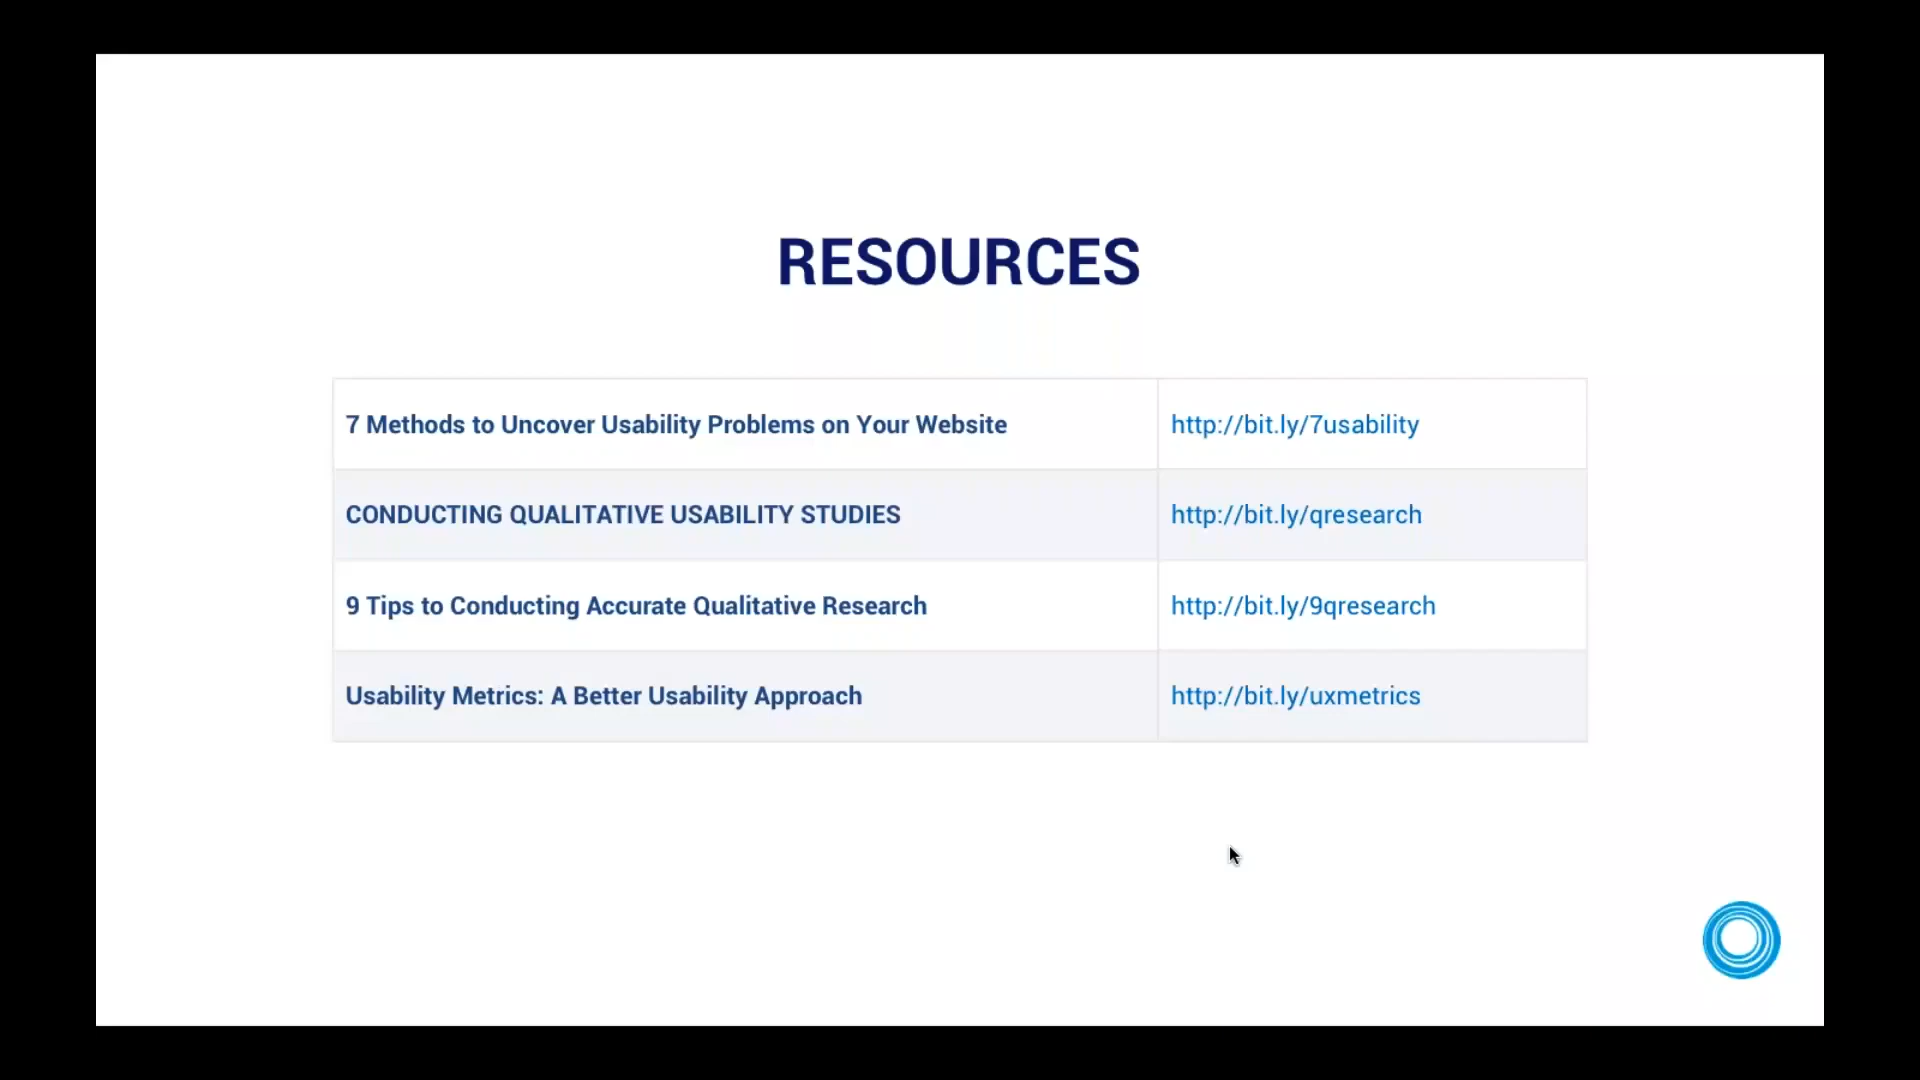 RESOURCES
7 Methods to Uncover Usability Problems on Your Website
http://bit.ly/7usability
CONDUCTING QUALITATIVE USABILITY STUDIES
http://bit.ly/qresearch
9 Tips to Conducting Accurate Qualitative Research
http://bit.ly/9qresearch
Usability Metrics: A Better Usability Approach
http://bit.ly/uxmetrics